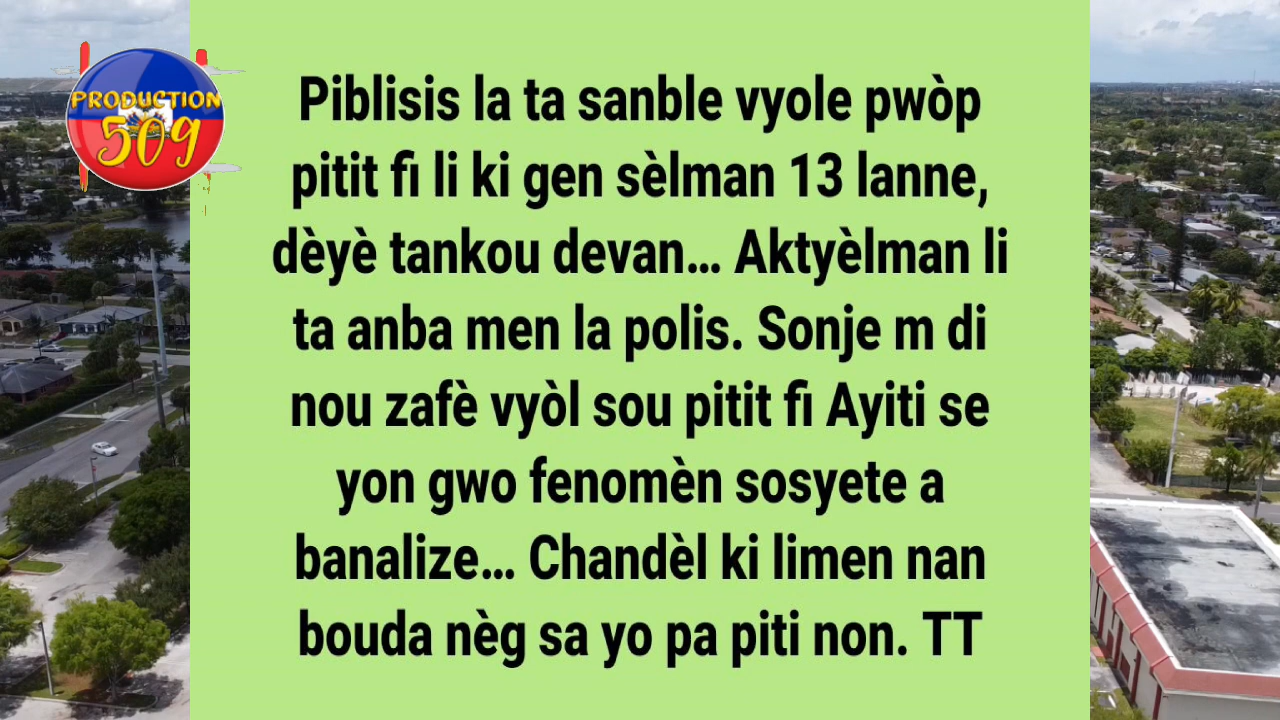 PRODUCTION
509
Piblisis la ta sanble vyole pwòp
pitit fi li ki gen sèlman 13 lanne,
dèyè tankou devan... Aktyèlman li
ta anba men la polis. Sonje m di
nou zafè vyòl sou pitit fi Ayiti se
yon gwo fenomèn sosyete a
banalize... Chandèl ki limen nan
bouda nèg sa yo pa piti non. TT